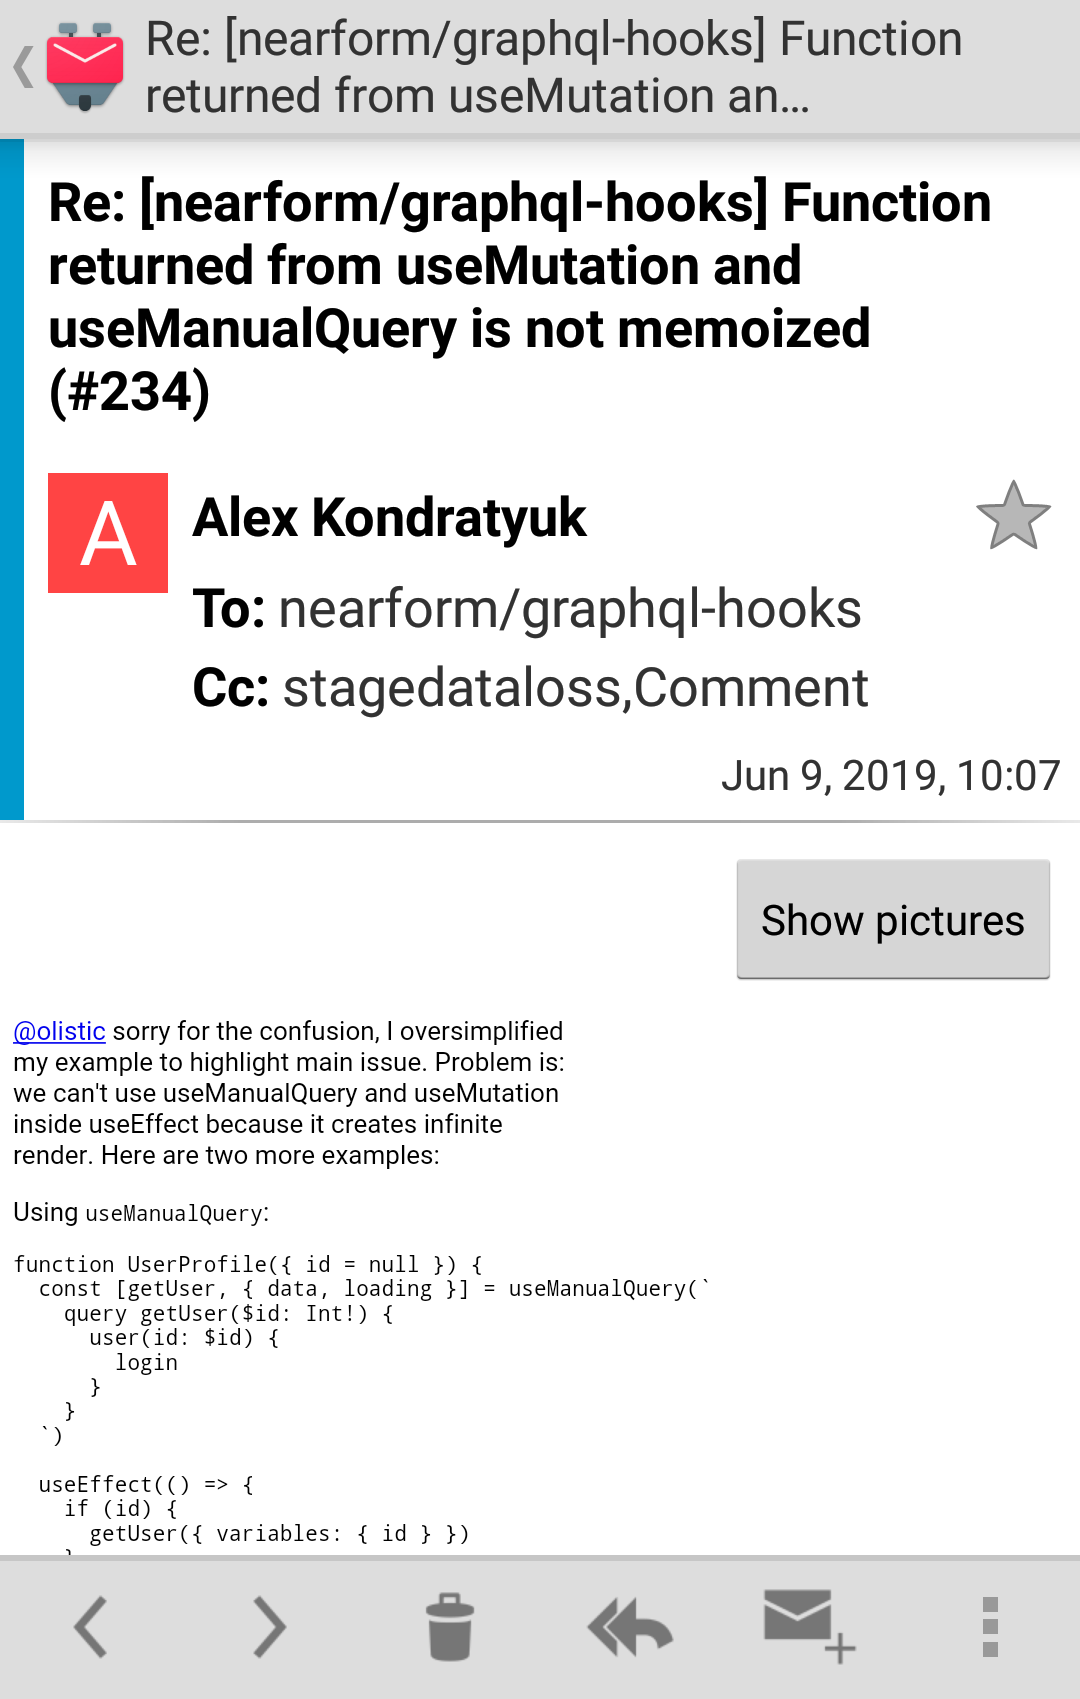 Re: [nearform/graphql-hooks] Function
returned from useMutation an...
Re: [nearform/graphql-hooks] Function
returned from useMutation and
useManualQuery is not memoized
(#234)
A
Alex Kondratyuk
To: nearform/graphql-hooks
Cc: stagedataloss,Comment
Jun 9, 2019, 10:07
Show pictures
@olistic sorry for the confusion, I oversimplified
my example to highlight main issue. Problem is:
we can't use useManualQuery and useMutation
inside useEffect because it creates infinite
render. Here are two more examples:
Using useManualQuery:
function UserProfile({ id = null }) {
  const [getUser, { data, loading }] = useManualQuery(`
    query getUser($id: Int!) {
      user(id: $id) {
        login
      }
    }
  `)
  useEffect(() => {
    if (id) {
      getUser({ variables: { id } })